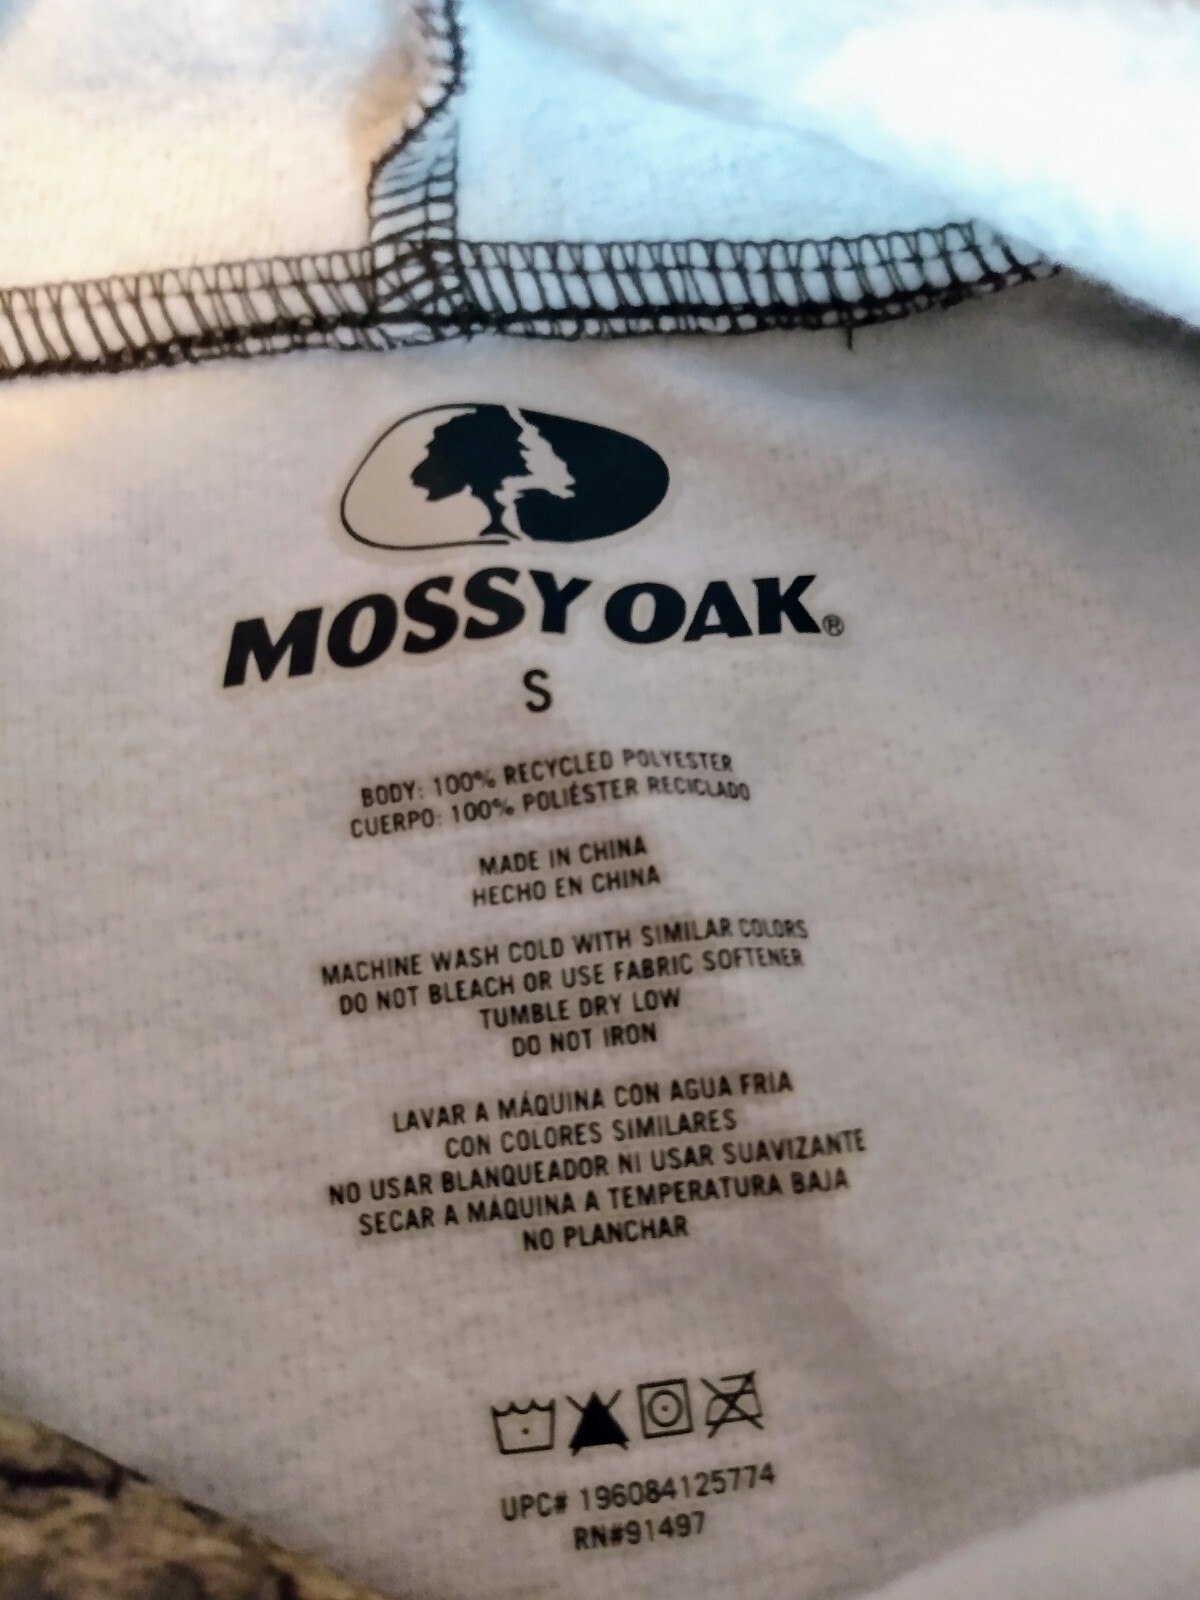 MOSSY OAK®
S
BODY: 100% RECYCLED POLYESTER
CUERPO: 100% POLIÉSTER RECICLADO
MADE IN CHINA
HECHO EN CHINA
MACHINE WASH COLD WITH SIMILAR COLORS
DO NOT BLEACH OR USE FABRIC SOFTENER
TUMBLE DRY LOW
DO NOT IRON
LAVAR A MÁQUINA CON AGUA FRIA
CON COLORES SIMILARES
NO USAR BLANQUEADOR NI USAR SUAVIZANTE
SECAR A MÁQUINA A TEMPERATURA BAJA
NO PLANCHAR
UPC# 196084125774
RN#91497